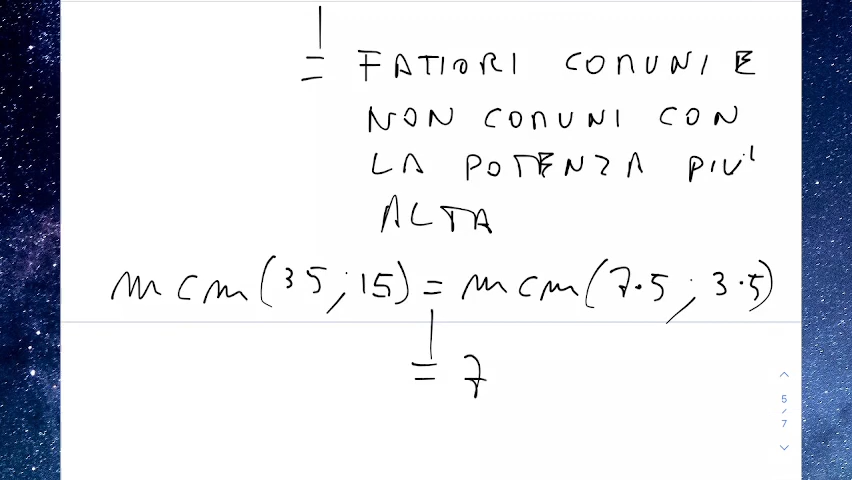 = FATTORI COMUNI E
NON COMUNI CON
LA POTENZA PIU'
ALTA
mcm(35;15) = mcm(7·5; 3·5)
= 7
5
/
7